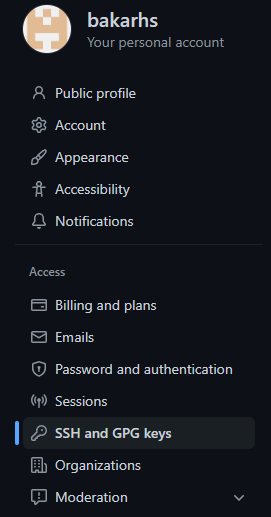 bakarhs
Your personal account
Public profile
Account
Appearance
Accessibility
Notifications
Access
Billing and plans
Emails
Password and authentication
Sessions
SSH and GPG keys
Organizations
Moderation